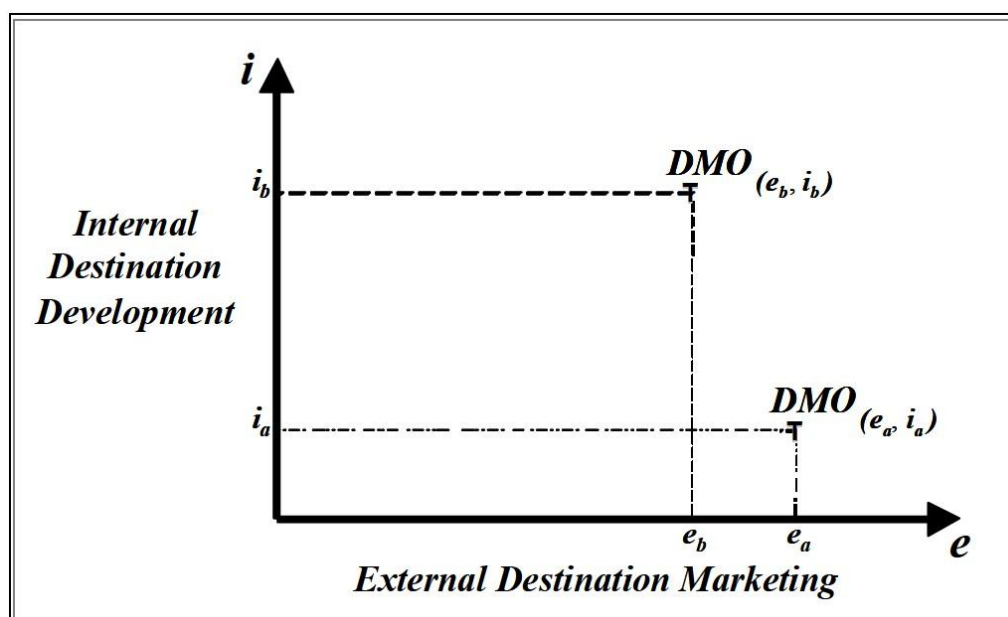 i
DMO (e_b, i_b)
i_b
Internal
Destination
Development
DMO (e_a, i_a)
i_a
e_b e_a
e
External Destination Marketing